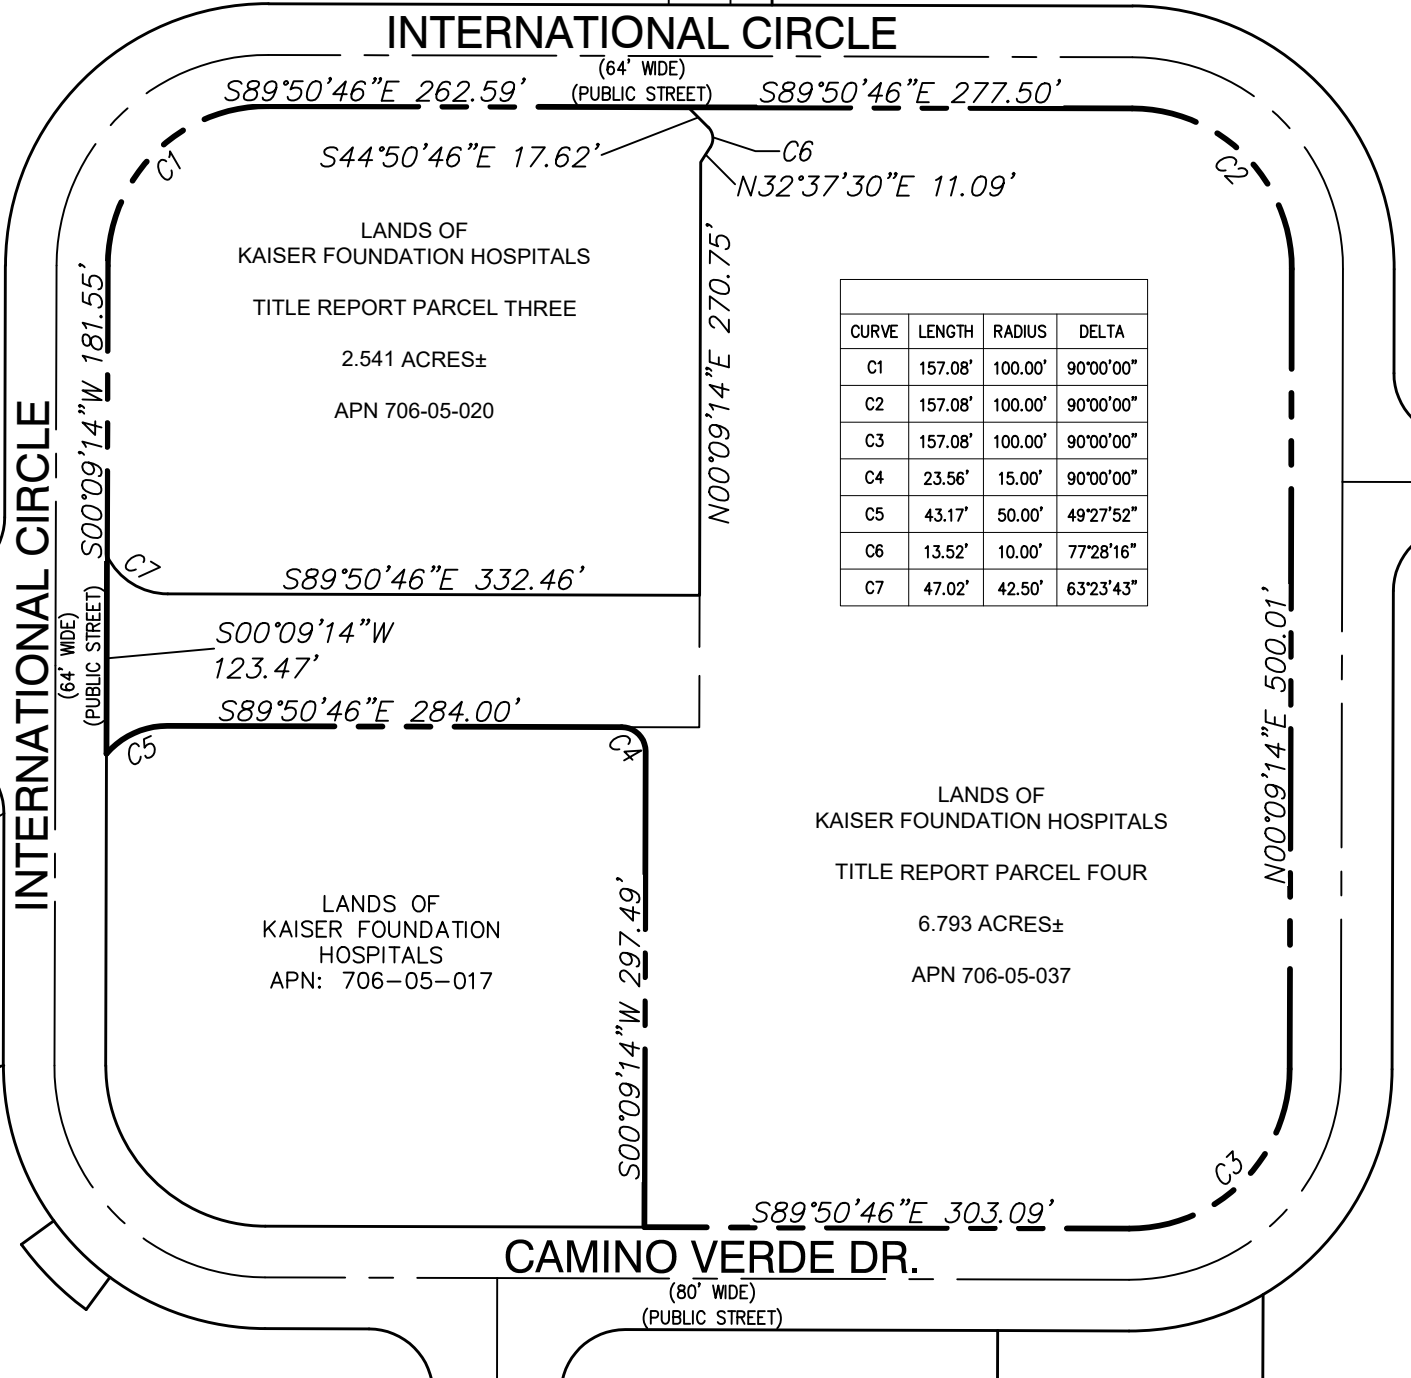 INTERNATIONAL CIRCLE
(64' WIDE)
(PUBLIC STREET)
S89°50'46"E 262.59'
S89°50'46"E 277.50'
C1
S44°50'46"E 17.62'
C6
C2
N32°37'30"E 11.09'
LANDS OF
KAISER FOUNDATION HOSPITALS
TITLE REPORT PARCEL THREE
2.541 ACRES±
APN 706-05-020
S00°09'14"W 181.55'
N00°09'14"E 270.75'
CURVE LENGTH RADIUS DELTA
C1 157.08' 100.00' 90°00'00"
C2 157.08' 100.00' 90°00'00"
C3 157.08' 100.00' 90°00'00"
C4 23.56' 15.00' 90°00'00"
C5 43.17' 50.00' 49°27'52"
C6 13.52' 10.00' 77°28'16"
C7 47.02' 42.50' 63°23'43"
INTERNATIONAL CIRCLE
(64' WIDE)
(PUBLIC STREET)
C7
S89°50'46"E 332.46'
S00°09'14"W
123.47'
S89°50'46"E 284.00'
C5
C4
N00°09'14"E 500.01'
LANDS OF
KAISER FOUNDATION HOSPITALS
TITLE REPORT PARCEL FOUR
6.793 ACRES±
APN 706-05-037
LANDS OF
KAISER FOUNDATION
HOSPITALS
APN: 706-05-017
S00°09'14"W 297.49'
C3
S89°50'46"E 303.09'
CAMINO VERDE DR.
(80' WIDE)
(PUBLIC STREET)